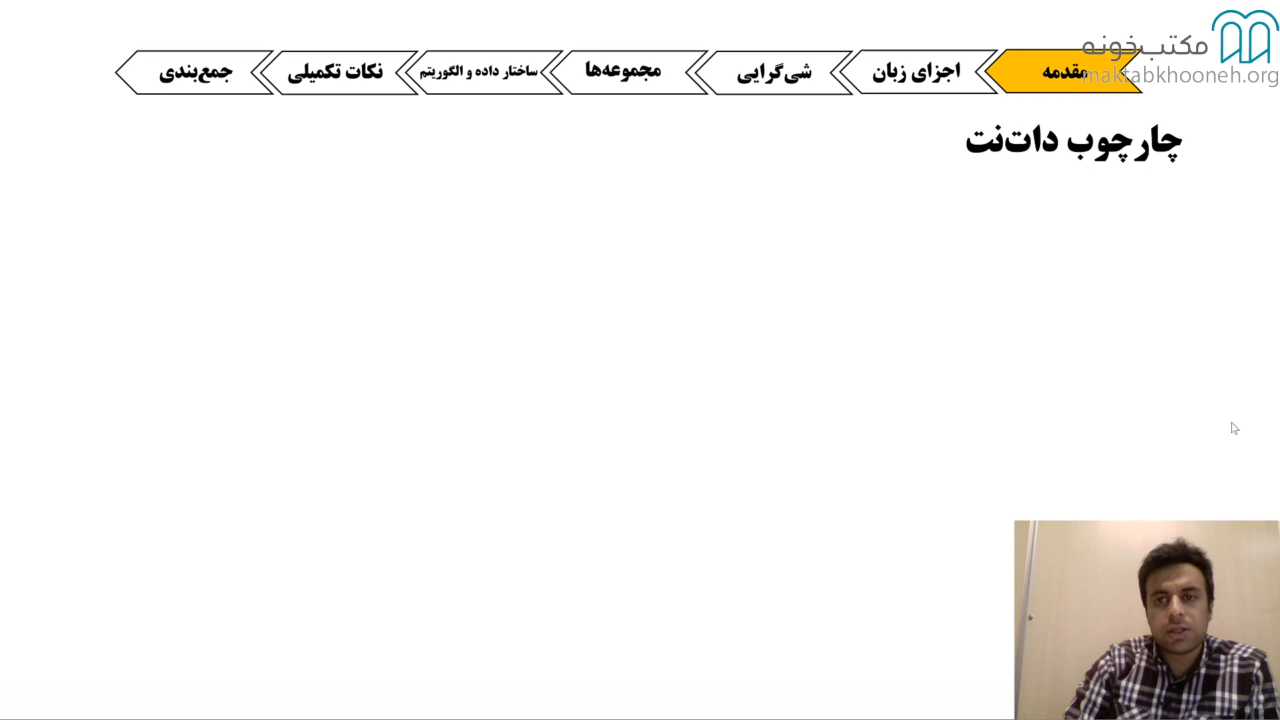 مکتب‌خونه
maktabkhooneh.org
مقدمه
اجزای زبان
شی‌گرایی
مجموعه‌ها
ساختار داده و الگوریتم
نکات تکمیلی
جمع‌بندی
چارچوب دات‌نت